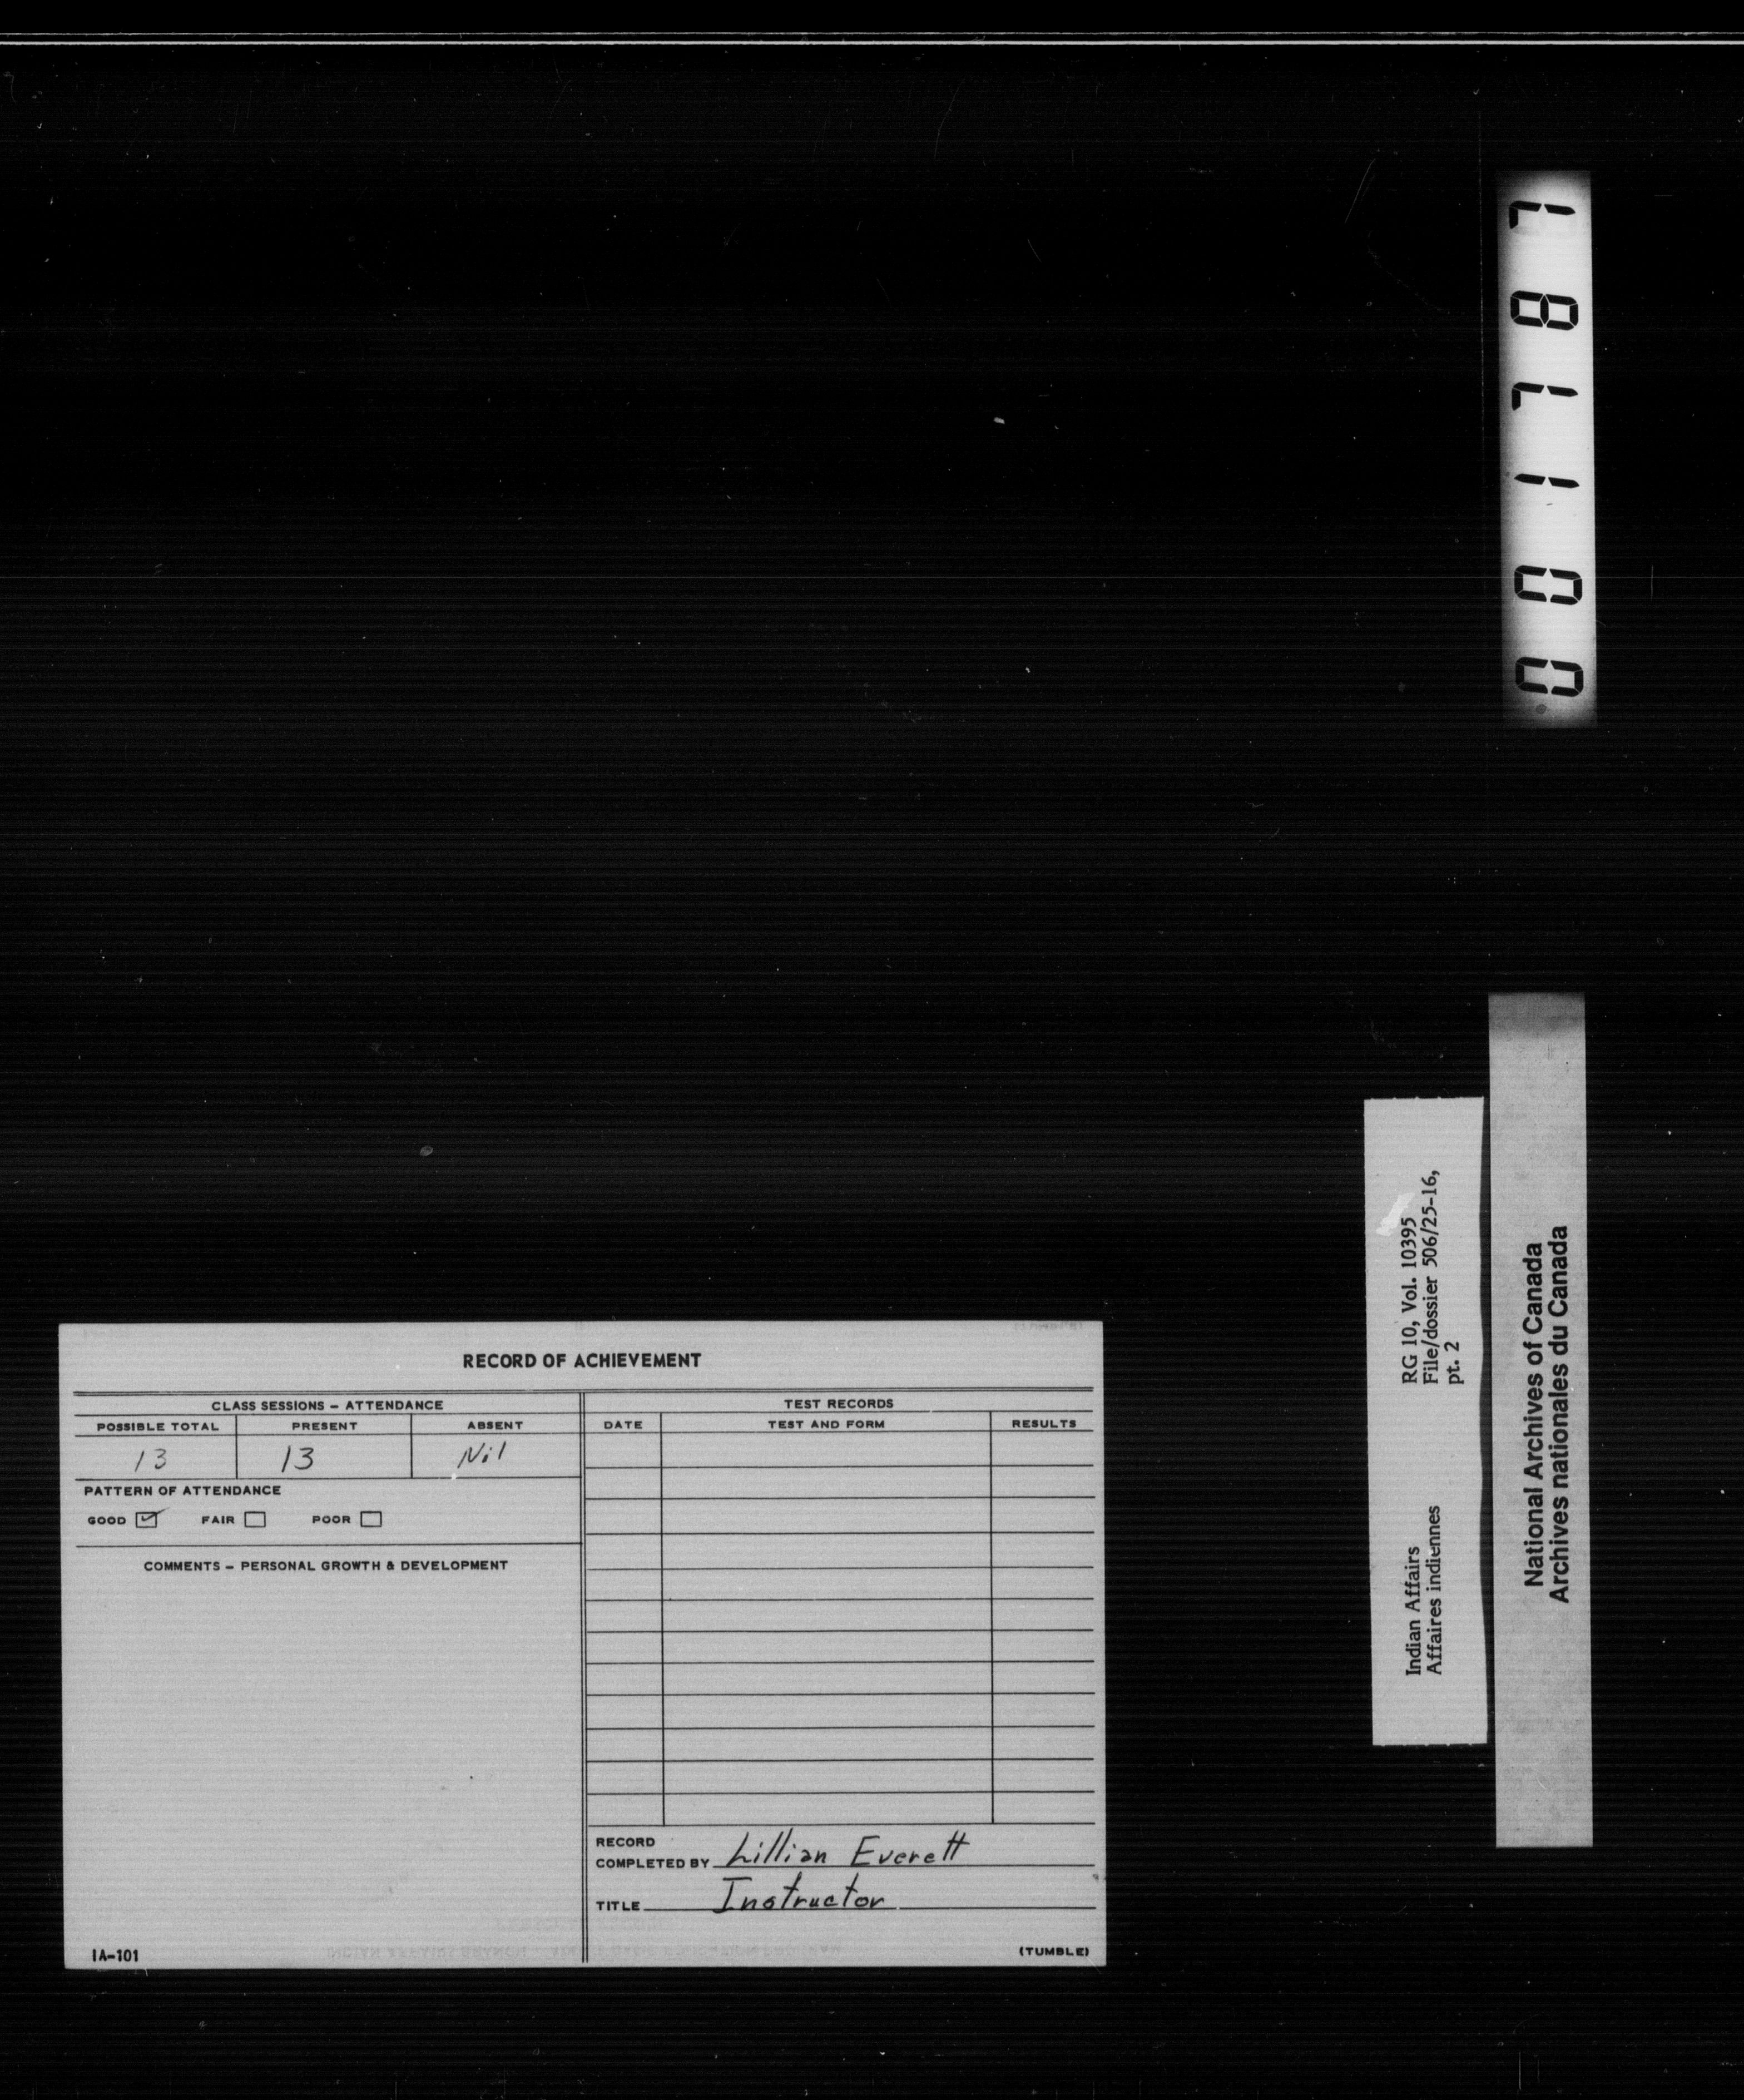 001787
RECORD OF ACHIEVEMENT
CLASS SESSIONS – ATTENDANCE
POSSIBLE TOTAL PRESENT ABSENT
13 13 Nil
PATTERN OF ATTENDANCE
GOOD ☑ FAIR ☐ POOR ☐
COMMENTS – PERSONAL GROWTH & DEVELOPMENT
TEST RECORDS
DATE TEST AND FORM RESULTS
RECORD
COMPLETED BY Lillian Everett
TITLE Instructor
IA-101
(TUMBLE)
Indian Affairs RG 10, Vol. 10395
Affaires indiennes File/dossier 506/25-16,
pt. 2
National Archives of Canada
Archives nationales du Canada